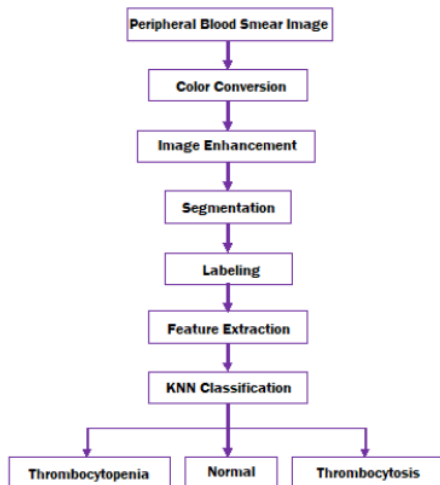 Peripheral Blood Smear Image
Color Conversion
Image Enhancement
Segmentation
Labeling
Feature Extraction
KNN Classification
Thrombocytopenia
Normal
Thrombocytosis